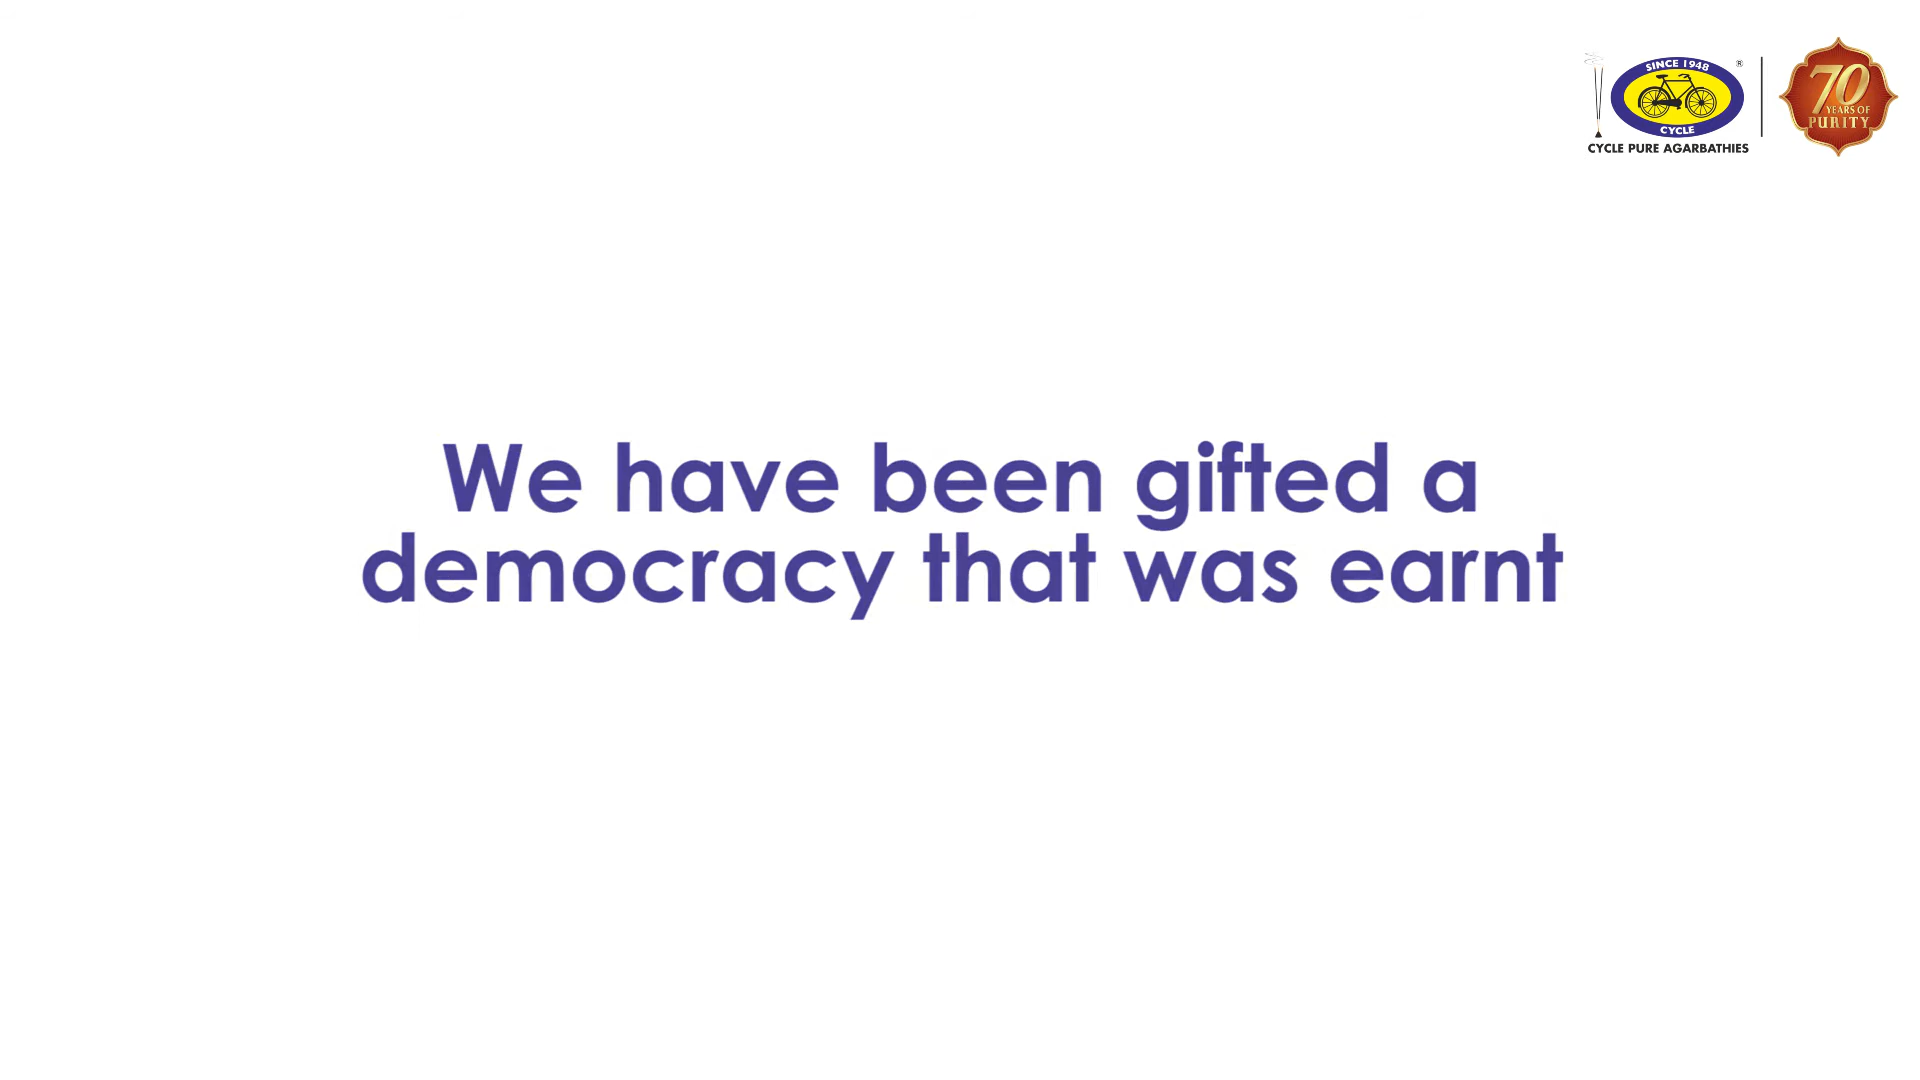 SINCE 1948
®
CYCLE
CYCLE PURE AGARBATHIES
70
YEARS OF
PURITY
We have been gifted a
democracy that was earnt